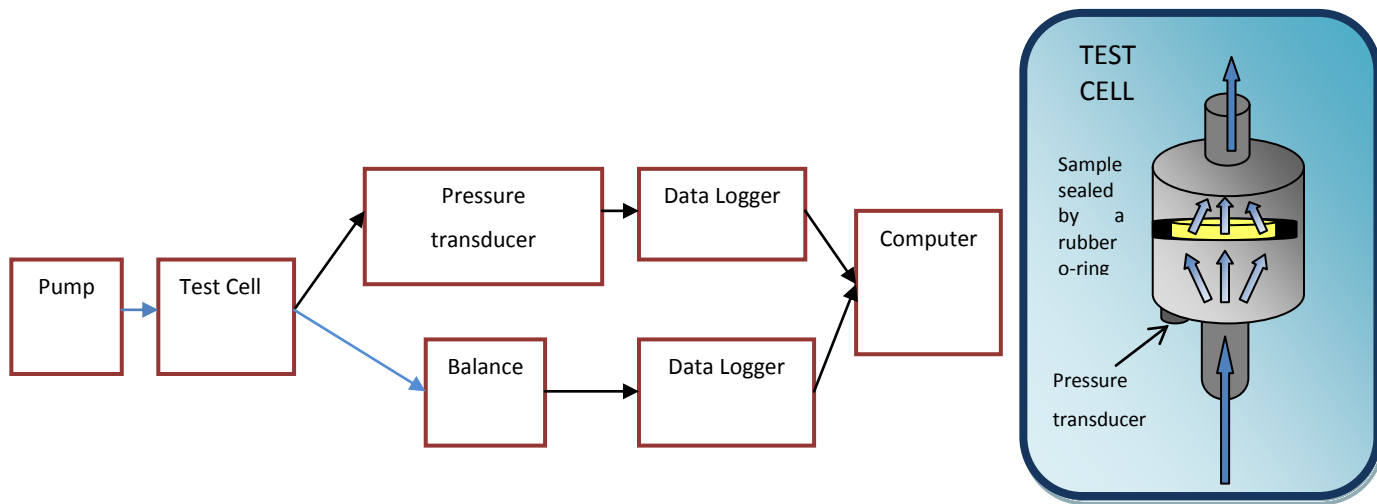 Pump
Test Cell
Pressure
transducer
Data Logger
Balance
Data Logger
Computer
TEST
CELL
Sample
sealed
by a
rubber
o-ring
Pressure
transducer